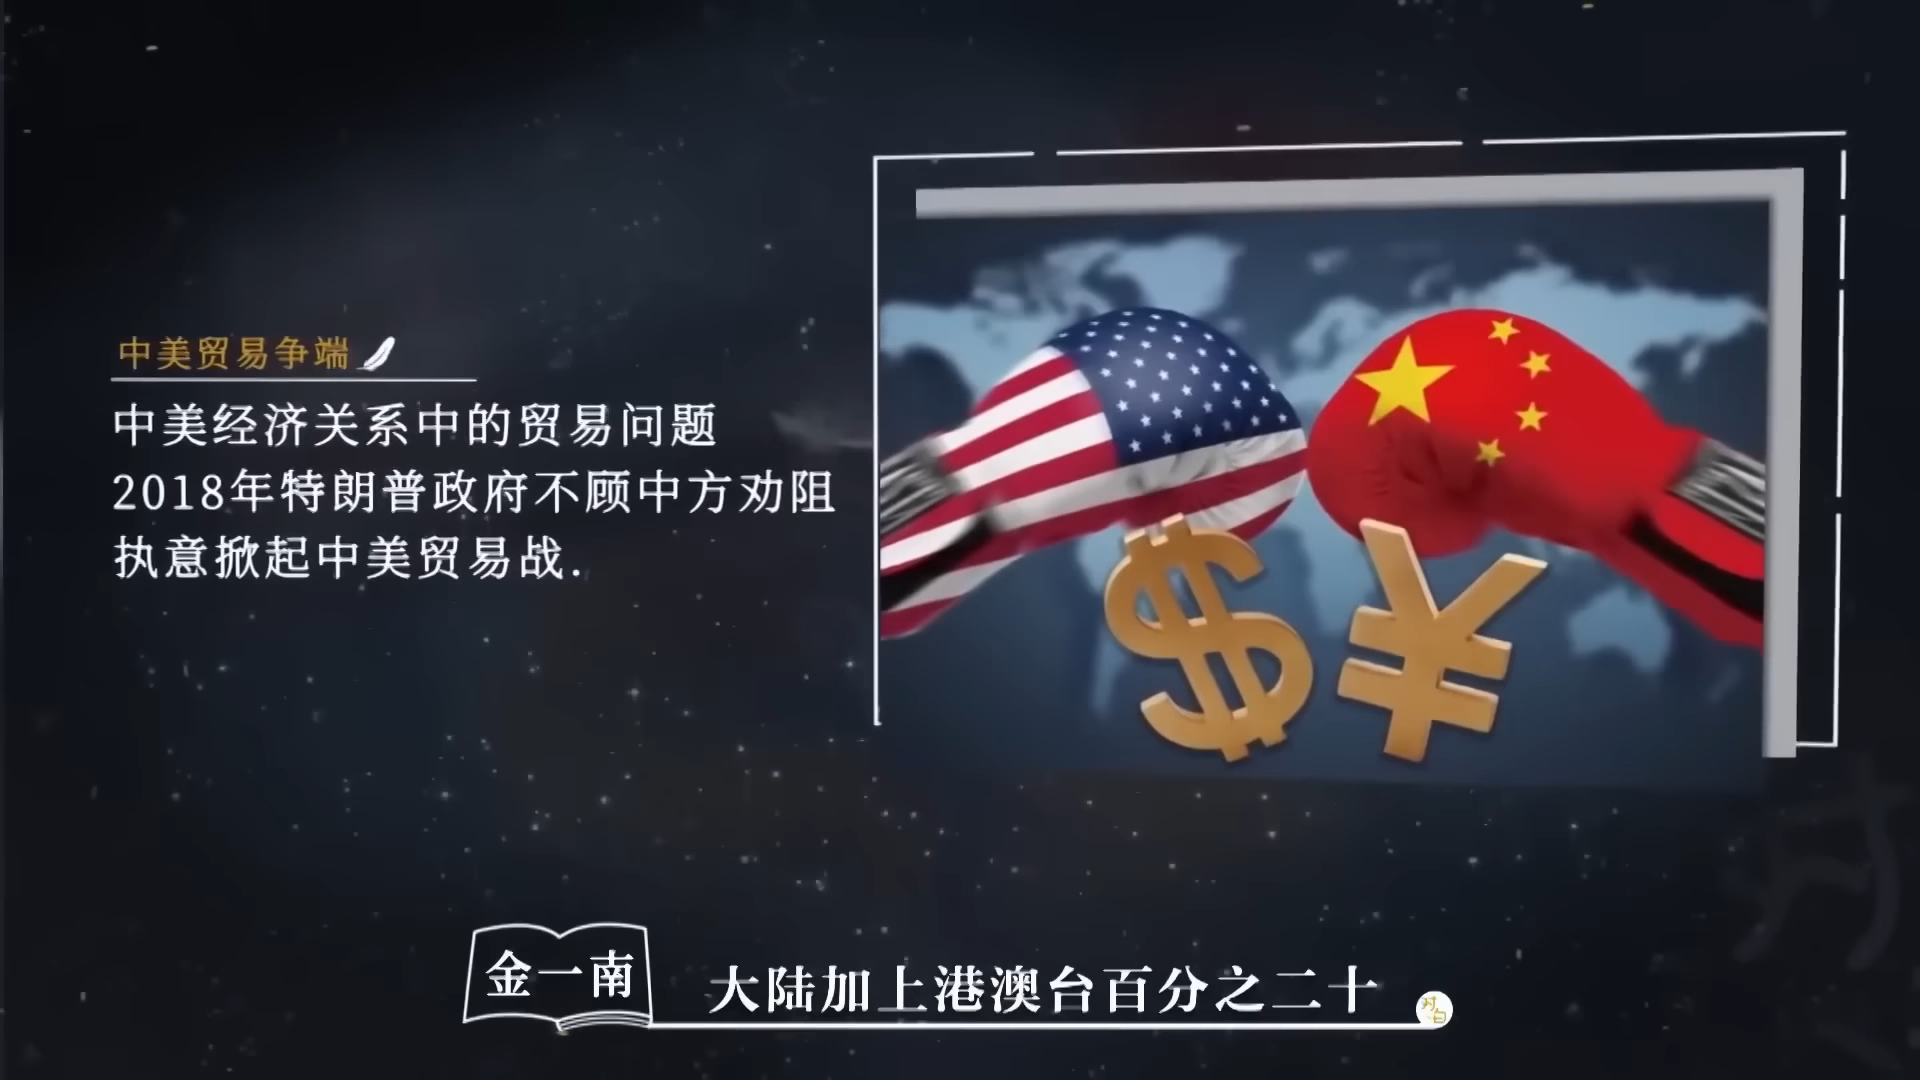 中美贸易争端
中美经济关系中的贸易问题
2018年特朗普政府不顾中方劝阻
执意掀起中美贸易战.
金一南
大陆加上港澳台百分之二十
对白